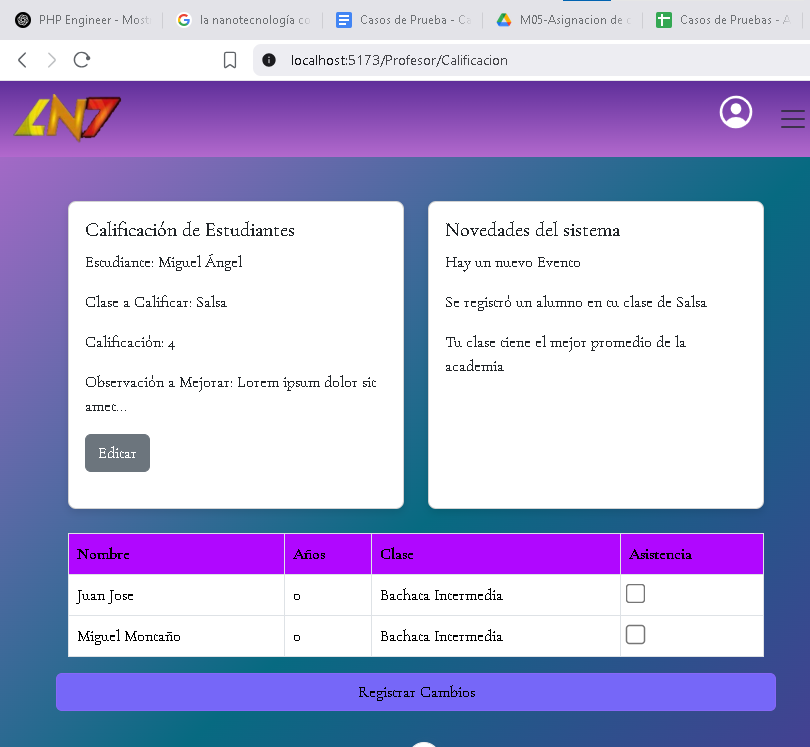 PHP Engineer - Most
la nanotecnología co
Casos de Prueba - Ca
M05-Asignacion de c
Casos de Pruebas - A
localhost:5173/Profesor/Calificacion
LN7
Calificación de Estudiantes
Estudiante: Miguel Ángel
Clase a Calificar: Salsa
Calificación: 4
Observación a Mejorar: Lorem ipsum dolor sit
amet...
Editar
Novedades del sistema
Hay un nuevo Evento
Se registró un alumno en tu clase de Salsa
Tu clase tiene el mejor promedio de la
academia
Nombre Años Clase Asistencia
Juan Jose 0 Bachata Intermedia
Miguel Montaño 0 Bachata Intermedia
Registrar Cambios